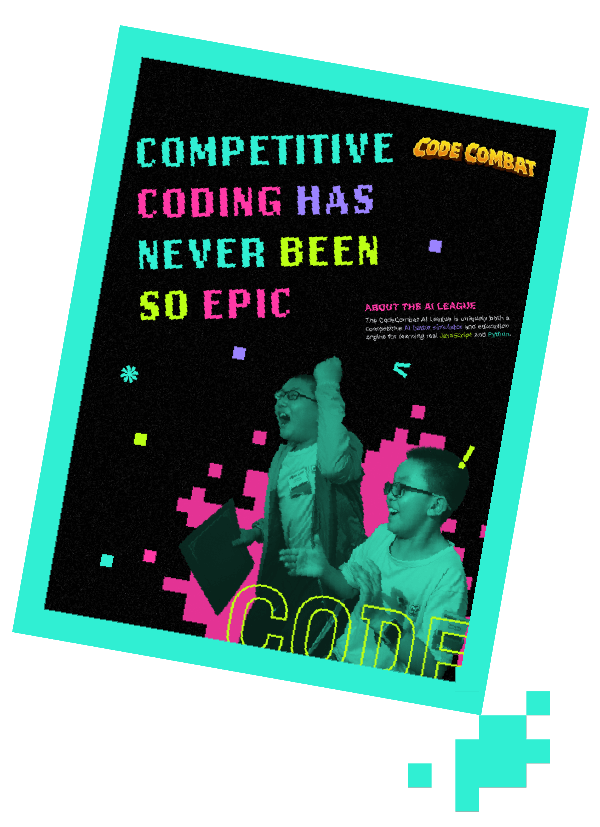 COMPETITIVE
CODE COMBAT
CODING HAS
NEVER BEEN
SO EPIC
ABOUT THE AI LEAGUE
The CodeCombat AI League is uniquely both a
competitive AI battle simulator and education
engine for learning real JavaScript and Python.
CODE